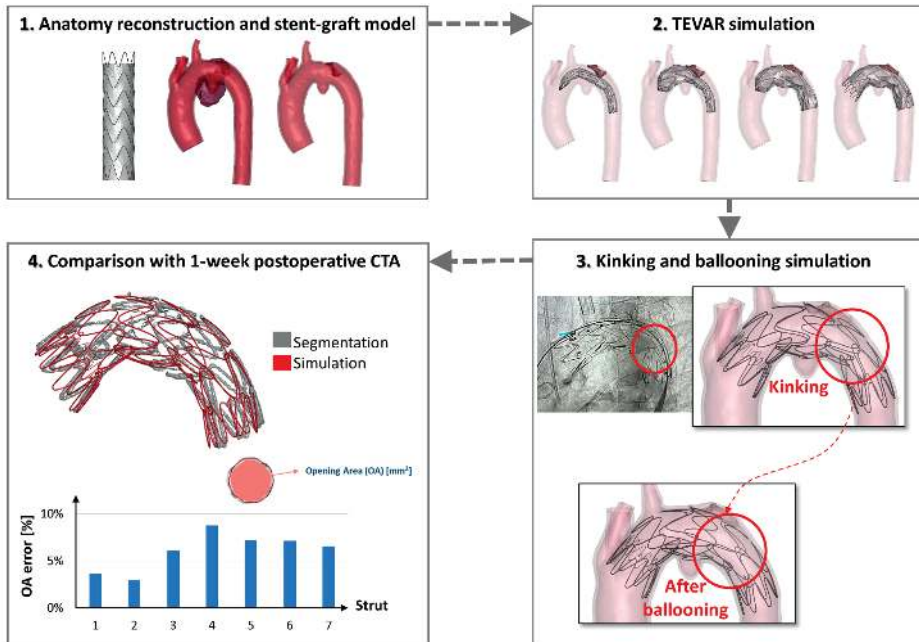 1. Anatomy reconstruction and stent-graft model
2. TEVAR simulation
3. Kinking and ballooning simulation
Kinking
After
ballooning
4. Comparison with 1-week postoperative CTA
Segmentation
Simulation
Opening Area (OA) [mm²]
OA error [%]
10%
5%
0%
1 2 3 4 5 6 7
Strut